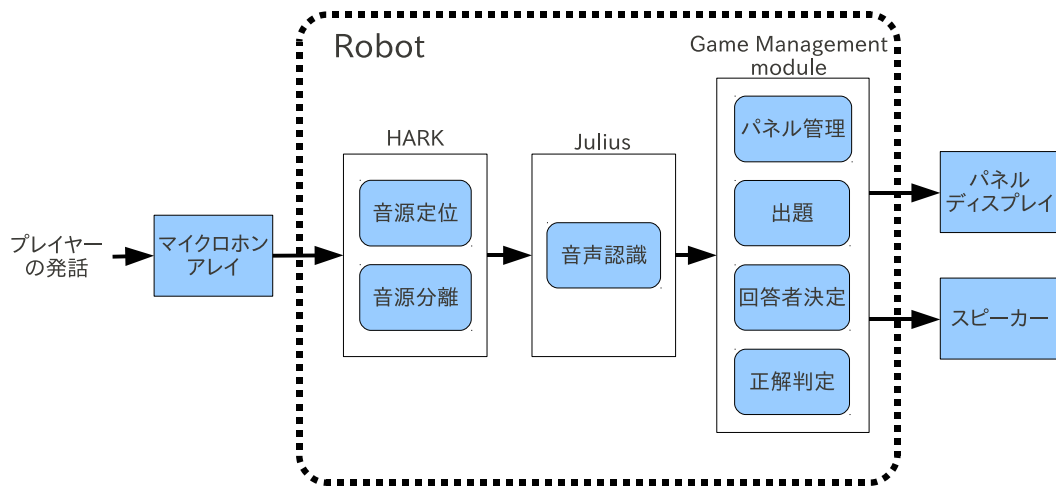 Robot
プレイヤー
の発話
マイクロホン
アレイ
HARK
音源定位
音源分離
Julius
音声認識
Game Management
module
パネル管理
出題
回答者決定
正解判定
パネル
ディスプレイ
スピーカー